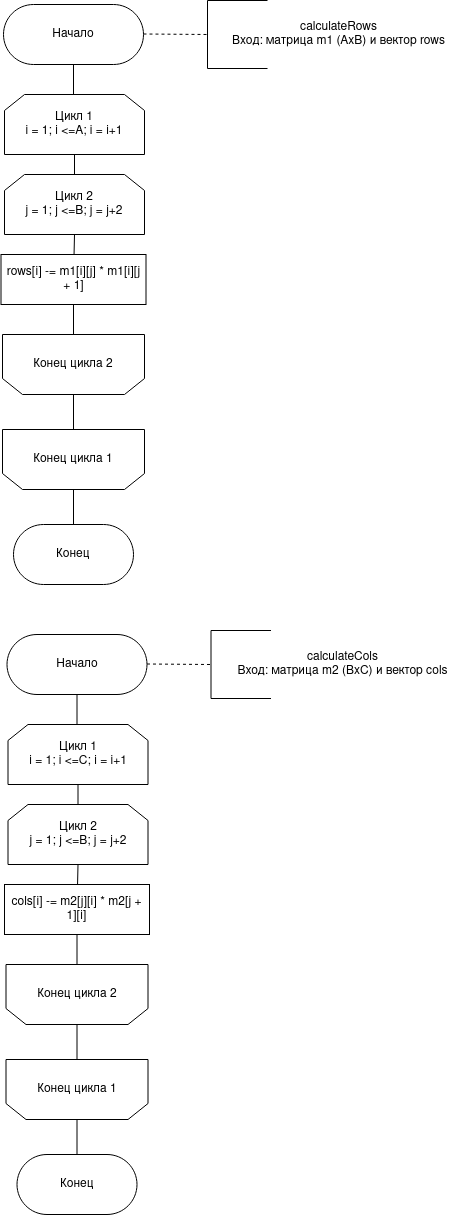 Начало
calculateRows
Вход: матрица m1 (AxB) и вектор rows
Цикл 1
i = 1; i <=A; i = i+1
Цикл 2
j = 1; j <=B; j = j+2
rows[i] -= m1[i][j] * m1[i][j
+ 1]
Конец цикла 2
Конец цикла 1
Конец
Начало
calculateCols
Вход: матрица m2 (BxC) и вектор cols
Цикл 1
i = 1; i <=C; i = i+1
Цикл 2
j = 1; j <=B; j = j+2
cols[i] -= m2[j][i] * m2[j +
1][i]
Конец цикла 2
Конец цикла 1
Конец